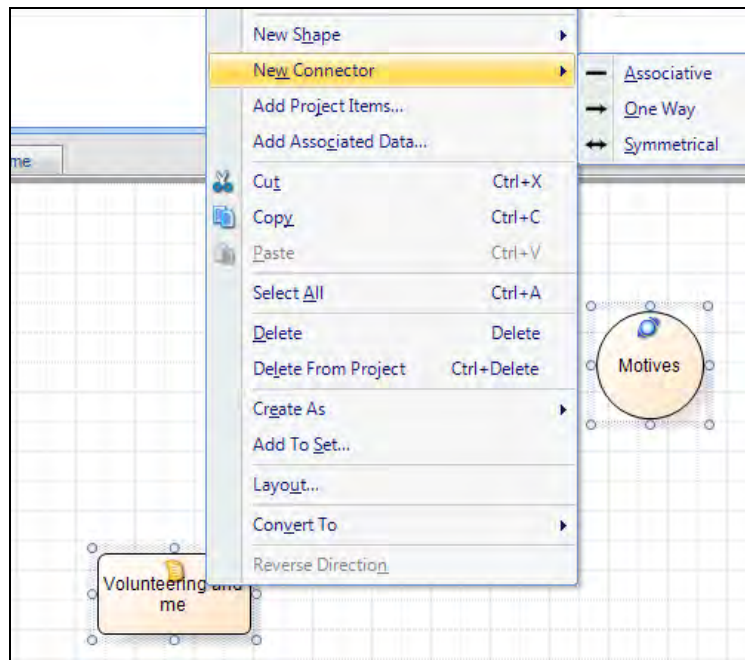 New Shape
New Connector
Associative
Add Project Items...
One Way
Add Associated Data...
Symmetrical
me
Cut Ctrl+X
Copy Ctrl+C
Paste Ctrl+V
Select All Ctrl+A
Delete Delete
Motives
Delete From Project Ctrl+Delete
Create As
Add To Set...
Layout...
Convert To
Reverse Direction
Volunteering and
me